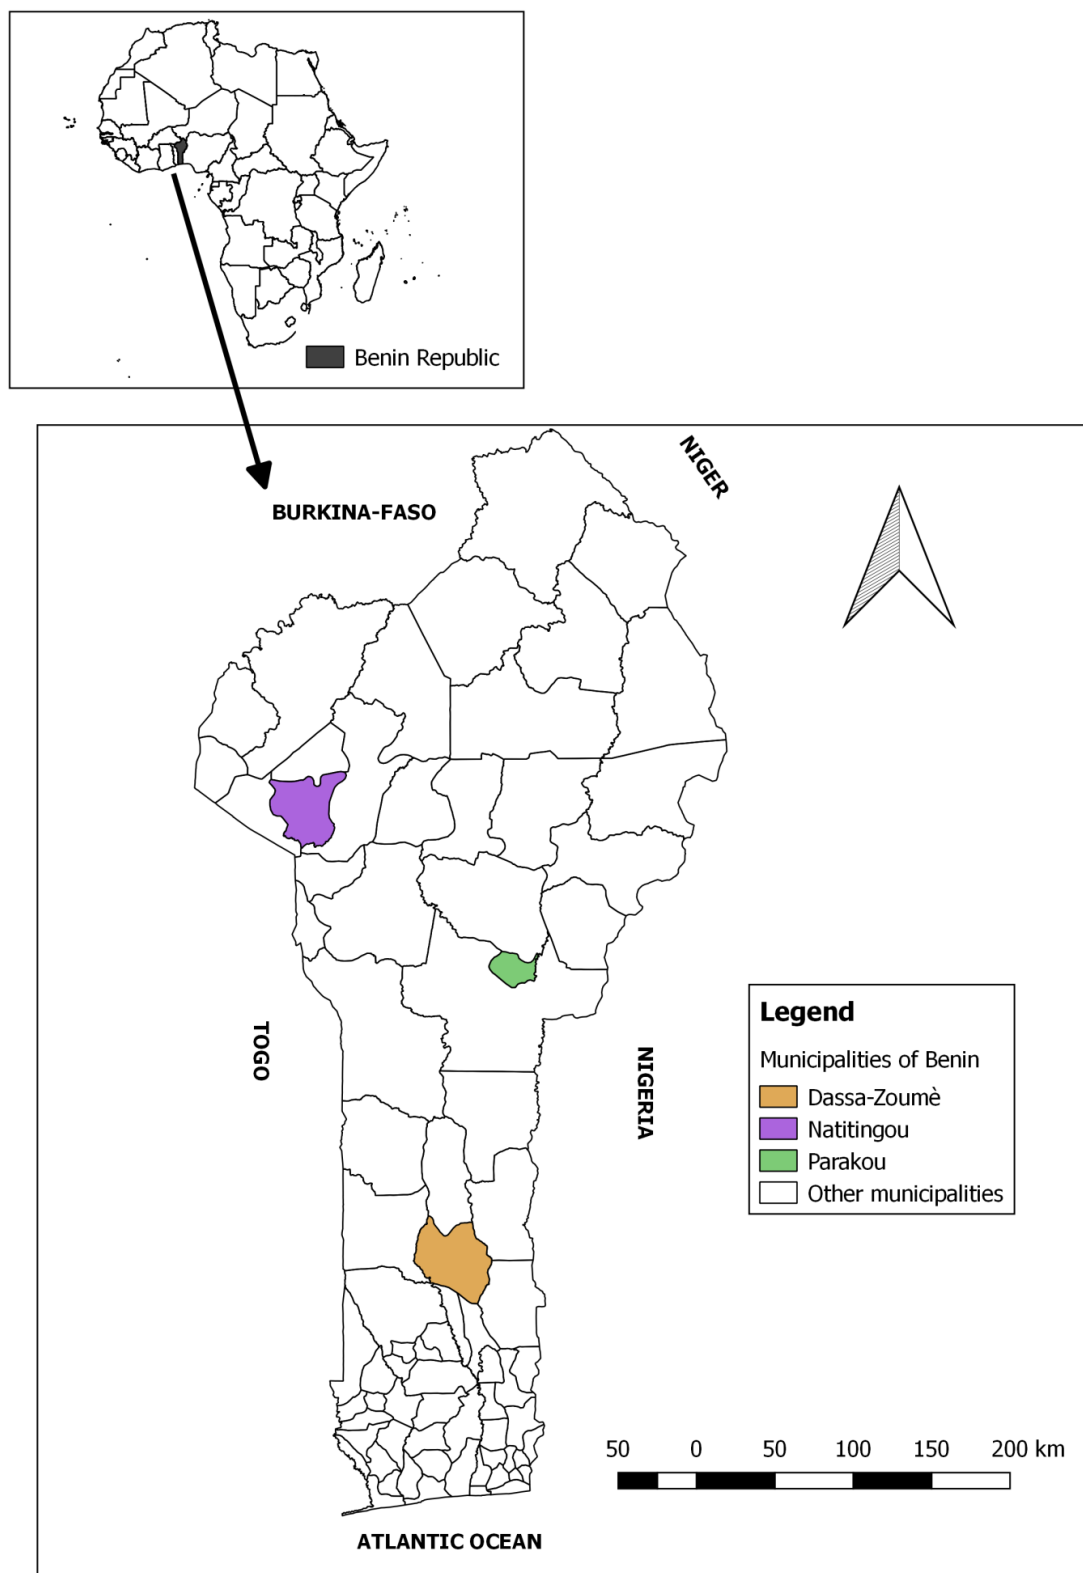 Benin Republic
NIGER
BURKINA-FASO
TOGO
NIGERIA
Legend
Municipalities of Benin
Dassa-Zoumè
Natitingou
Parakou
Other municipalities
50 0 50 100 150 200 km
ATLANTIC OCEAN